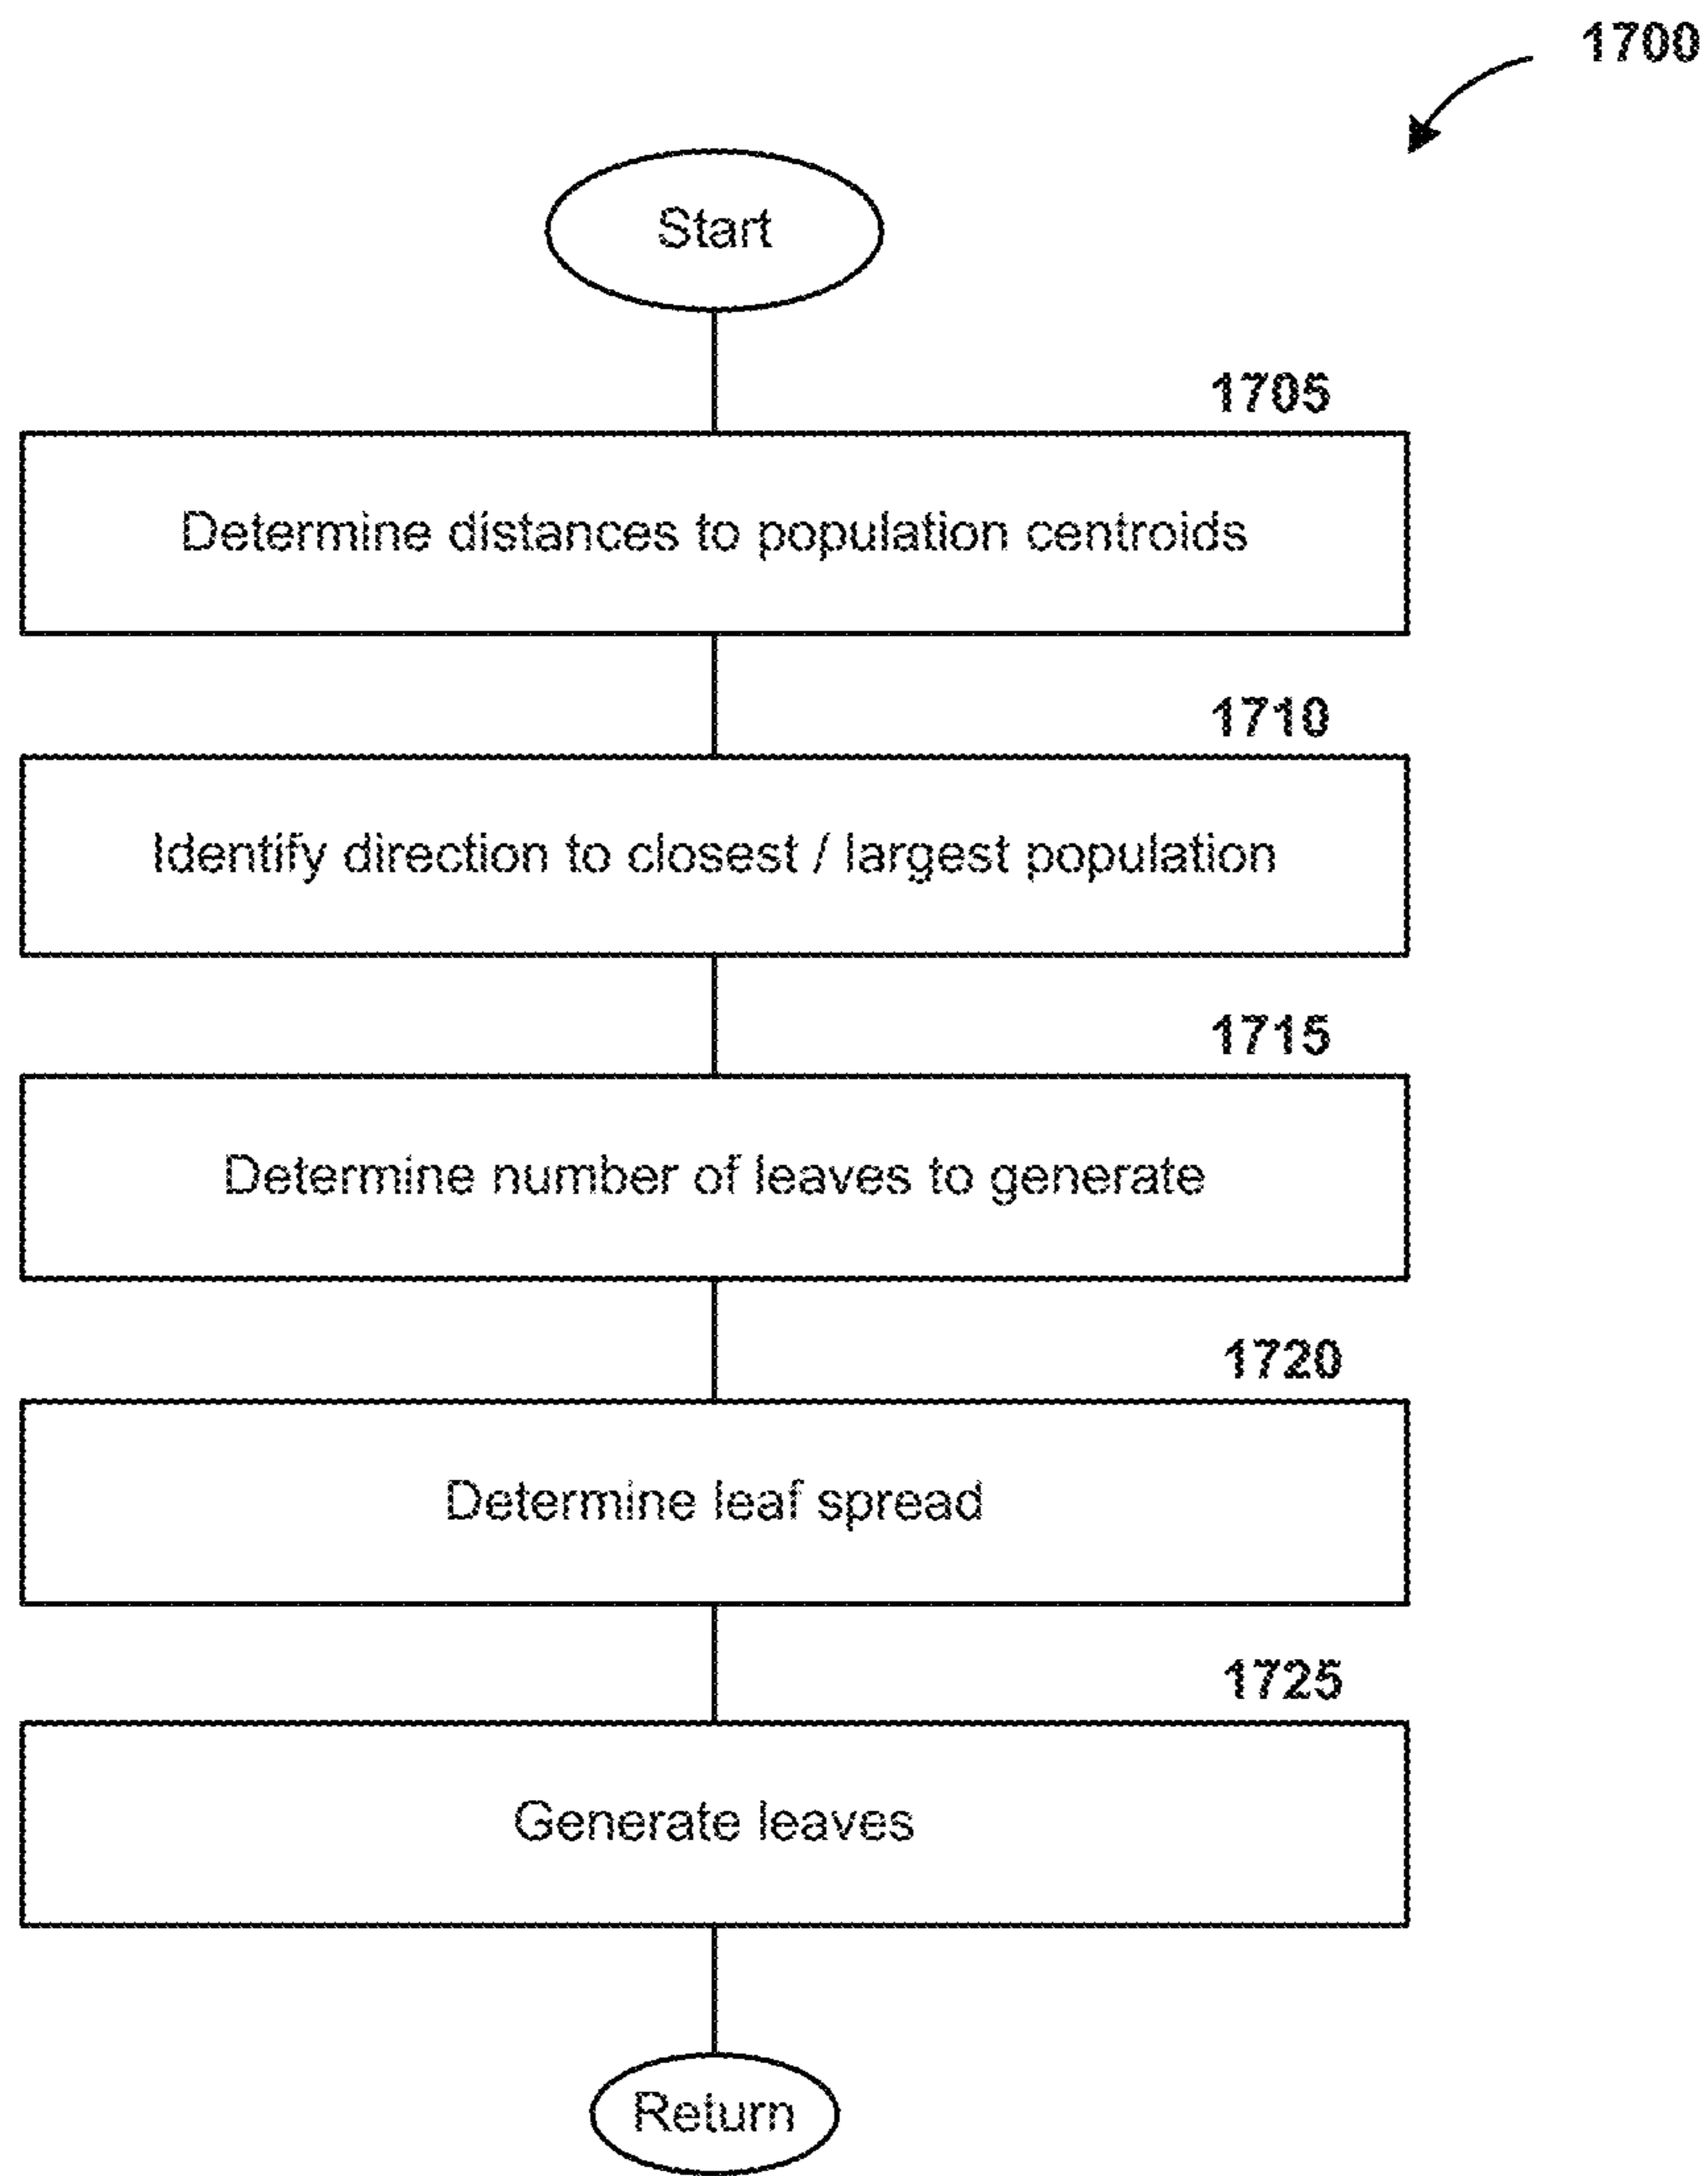 1700
Start
1705
Determine distances to population centroids
1710
Identify direction to closest / largest population
1715
Determine number of leaves to generate
1720
Determine leaf spread
1725
Generate leaves
Return